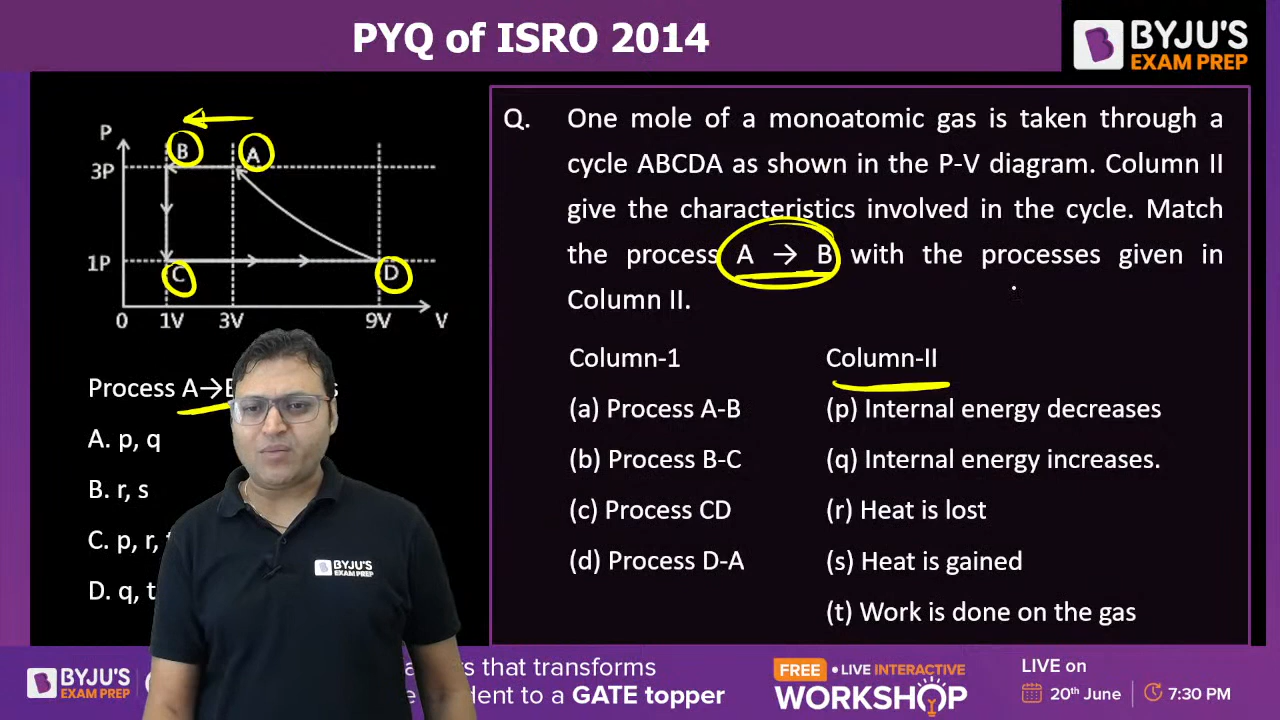 PYQ of ISRO 2014
BYJU'S
EXAM PREP
P
B
A
3P
1P
C
D
0
1V
3V
9V
V
Process A→
s
A. p, q
B. r, s
C. p, r,
D. q, t
Q. One mole of a monoatomic gas is taken through a
cycle ABCDA as shown in the P-V diagram. Column II
give the characteristics involved in the cycle. Match
the process A → B with the processes given in
Column II.
Column-1
Column-II
(a) Process A-B
(p) Internal energy decreases
(b) Process B-C
(q) Internal energy increases.
(c) Process CD
(r) Heat is lost
(d) Process D-A
(s) Heat is gained
(t) Work is done on the gas
BYJU'S
EXAM PREP
BYJU'S
EXAM PREP
that transforms
to a GATE topper
FREE • LIVE INTERACTIVE
WORKSHOP
LIVE on
20th June
7:30 PM